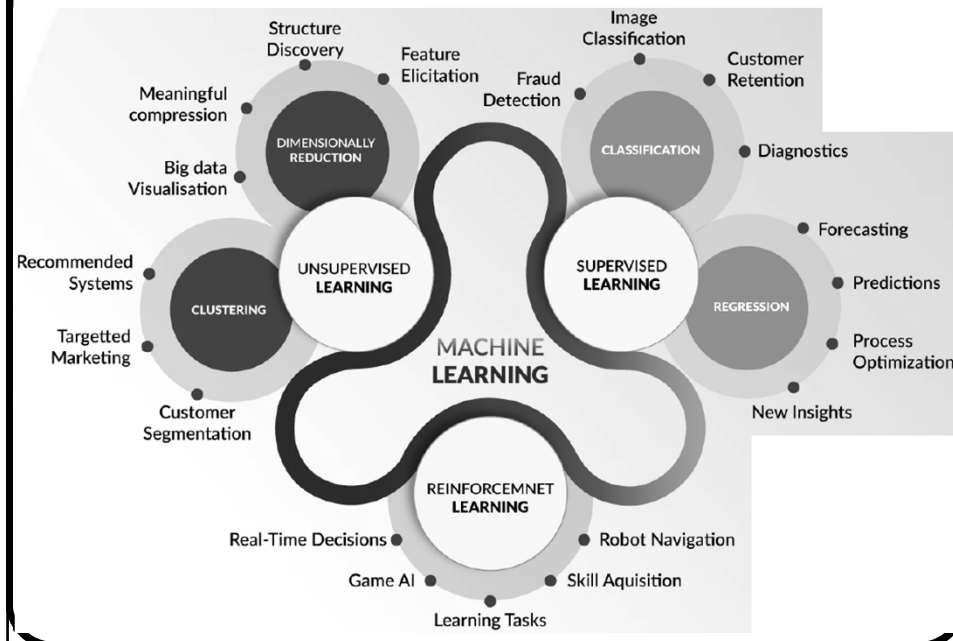 Structure
Discovery
Feature
Elicitation
Meaningful
compression
Big data
Visualisation
DIMENSIONALLY
REDUCTION
UNSUPERVISED
LEARNING
CLUSTERING
Recommended
Systems
Targetted
Marketing
Customer
Segmentation
Image
Classification
Customer
Retention
Fraud
Detection
CLASSIFICATION
Diagnostics
SUPERVISED
LEARNING
REGRESSION
Forecasting
Predictions
Process
Optimization
New Insights
MACHINE
LEARNING
REINFORCEMNET
LEARNING
Real-Time Decisions
Game AI
Learning Tasks
Skill Aquisition
Robot Navigation